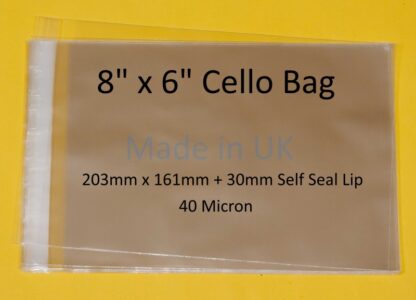 8" x 6" Cello Bag
Made in UK
203mm x 161mm + 30mm Self Seal Lip
40 Micron